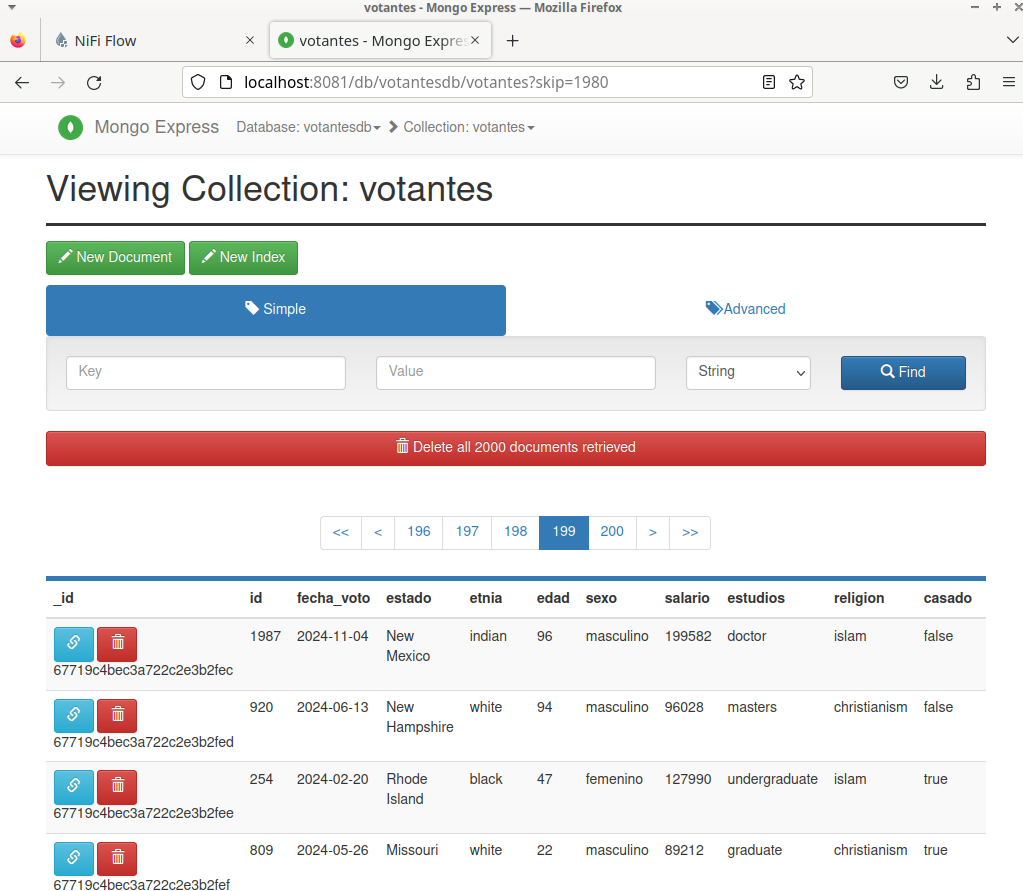 votantes - Mongo Express — Mozilla Firefox
NiFi Flow
votantes - Mongo Expres
localhost:8081/db/votantesdb/votantes?skip=1980
Mongo Express Database: votantesdb Collection: votantes
Viewing Collection: votantes
New Document New Index
Simple Advanced
Key Value String Find
Delete all 2000 documents retrieved
<< < 196 197 198 199 200 > >>
_id id fecha_voto estado etnia edad sexo salario estudios religion casado
1987 2024-11-04 New indian 96 masculino 199582 doctor islam false
Mexico
67719c4bec3a722c2e3b2fec
920 2024-06-13 New white 94 masculino 96028 masters christianism false
Hampshire
67719c4bec3a722c2e3b2fed
254 2024-02-20 Rhode black 47 femenino 127990 undergraduate islam true
Island
67719c4bec3a722c2e3b2fee
809 2024-05-26 Missouri white 22 masculino 89212 graduate christianism true
67719c4bec3a722c2e3b2fef